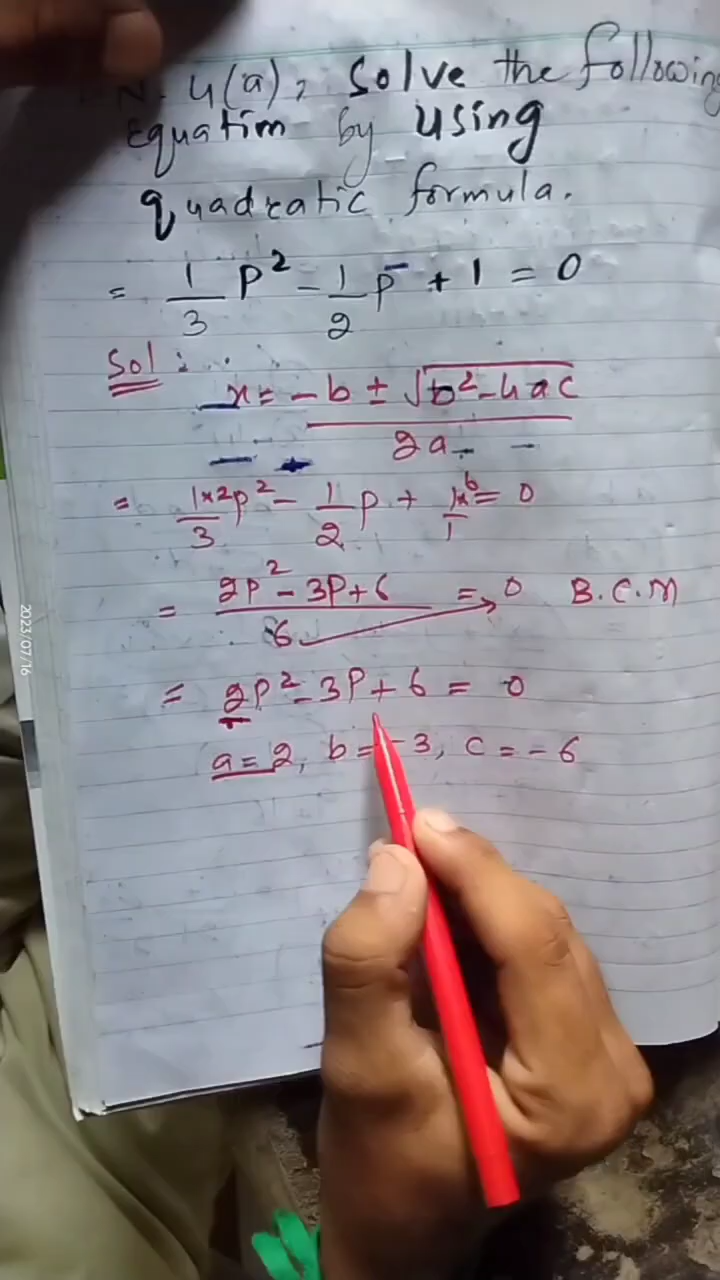 N. 4(a), Solve the following
Equation by using
quadratic formula.
= 1/3 P² - 1/2 P + 1 = 0
Sol :
x = -b ± √b²-4ac / 2a
= 1×2/3 P² - 1/2 P + 1×6/1 = 0
= 2P² - 3P + 6 / 6 = 0 B.C.M
= 2P² - 3P + 6 = 0
a = 2, b = -3, c = -6
2023/07/16